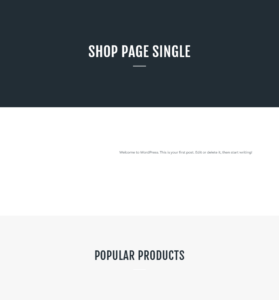 SHOP PAGE SINGLE
Welcome to WordPress. This is your first post. Edit or delete it, then start writing!
POPULAR PRODUCTS